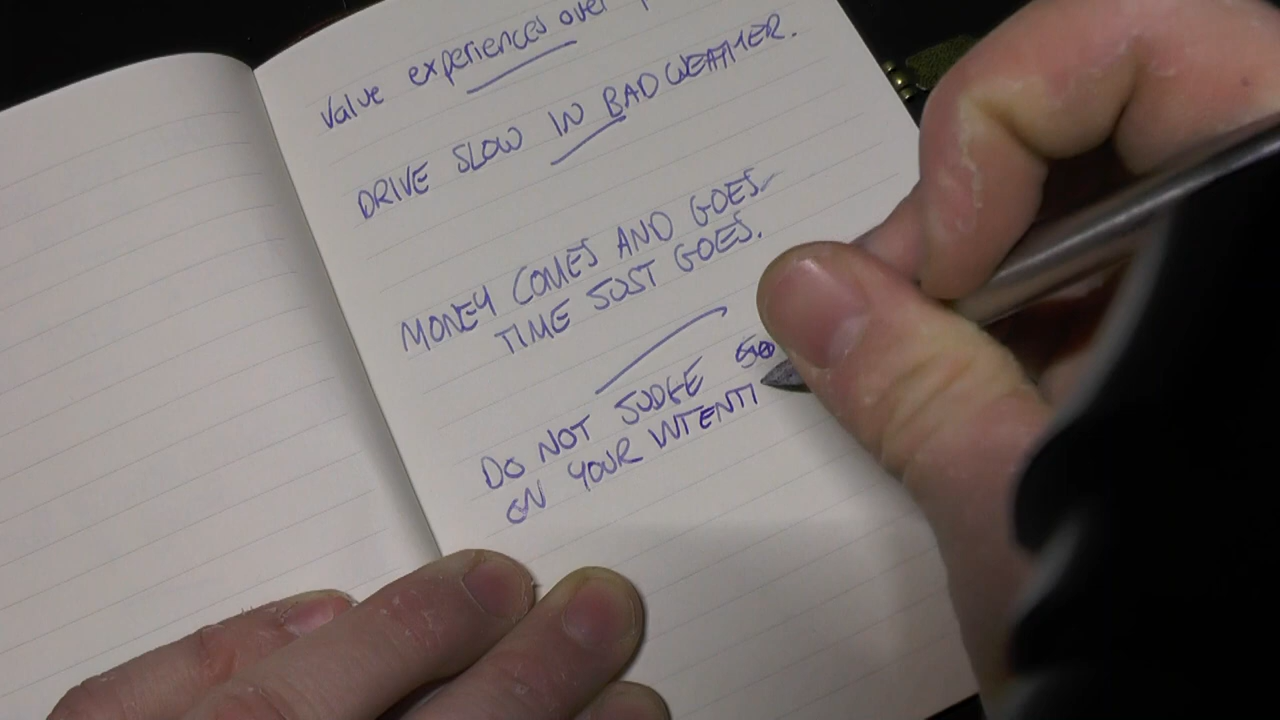 Value experiences over
DRIVE SLOW IN BAD WEATHER.
MONEY COMES AND GOES
TIME JUST GOES.
DO NOT JUDGE
ON YOUR INTENTI